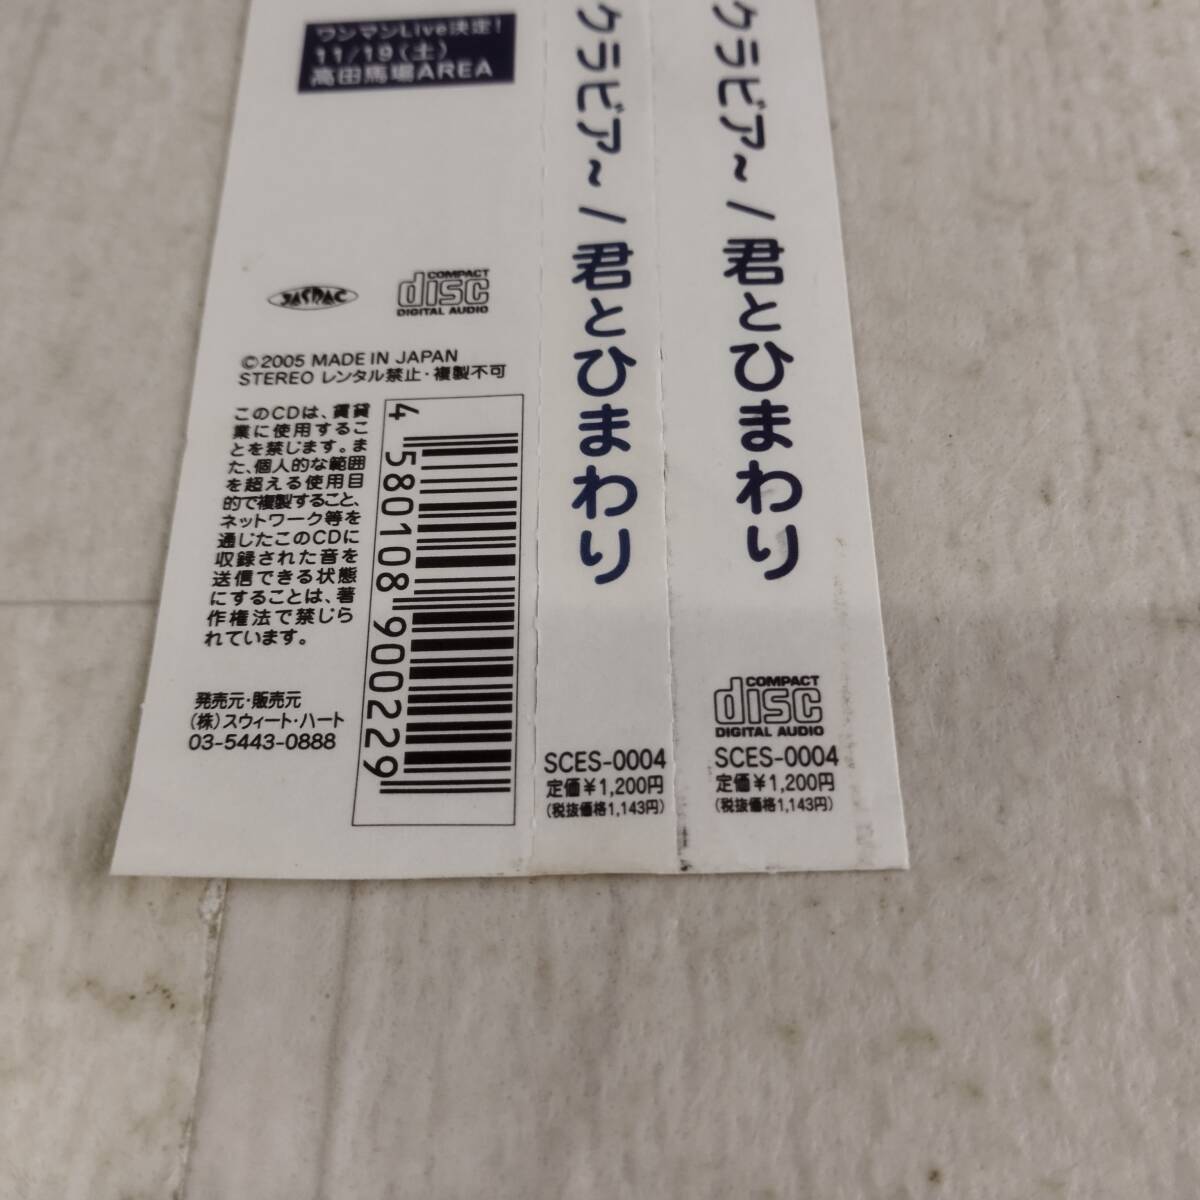 ワンマンLive決定!
11/19(土)
高田馬場AREA
JASRAC
COMPACT
disc
DIGITAL AUDIO
©2005 MADE IN JAPAN
STEREO レンタル禁止・複製不可
このCDは、賃貸
業に使用するこ
とを禁じます。ま
た、個人的な範囲
を超える使用目
的で複製すること、
ネットワーク等を
通じたこのCDに
収録された音を
送信できる状態
にすることは、著
作権法で禁じら
れています。
発売元・販売元
(株)スウィート・ハート
03-5443-0888
4 580108 900229
クラビア~/君とひまわり
SCES-0004
定価¥1,200円
(税抜価格1,143円)
クラビア~/君とひまわり
COMPACT
disc
DIGITAL AUDIO
SCES-0004
定価¥1,200円
(税抜価格1,143円)